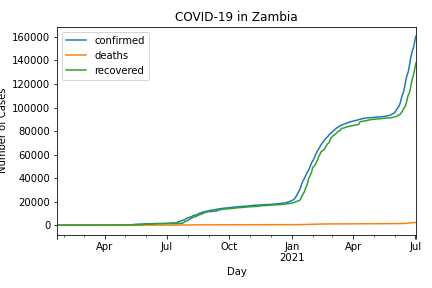 COVID-19 in Zambia
confirmed
deaths
recovered
160000
140000
120000
100000
80000
60000
40000
20000
0
Number of Cases
Apr
Jul
Oct
Jan
2021
Apr
Jul
Day